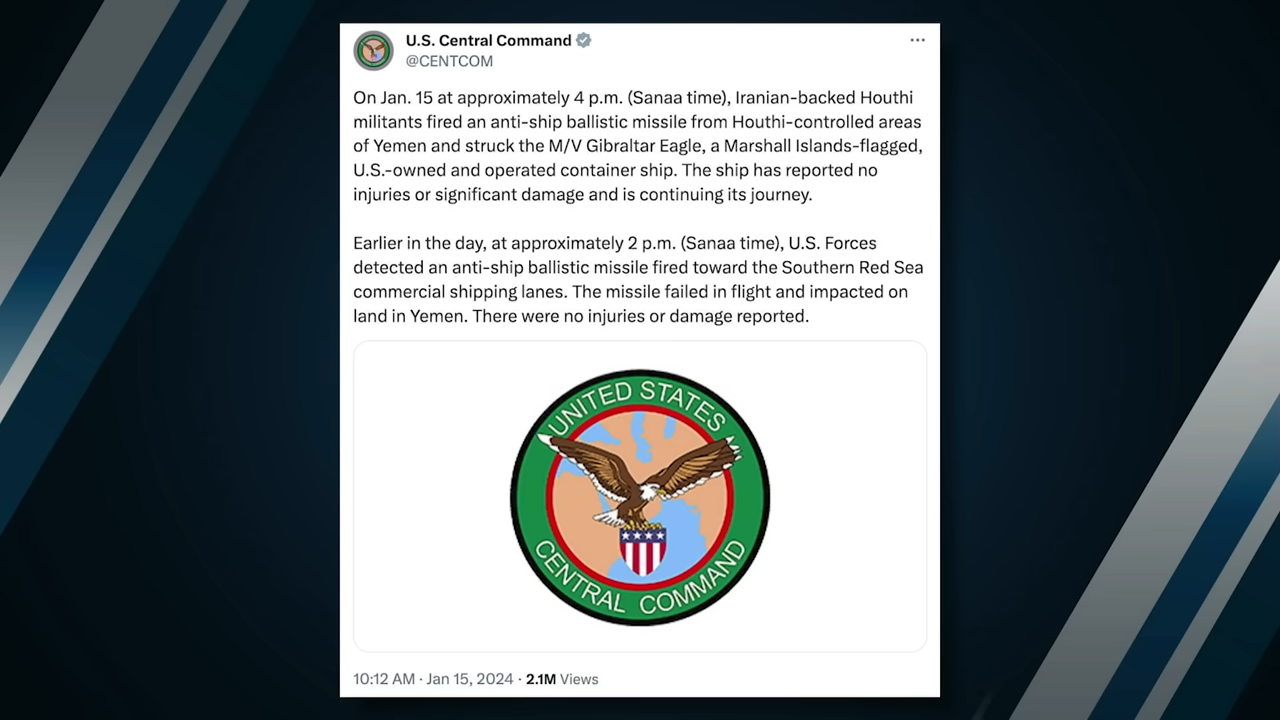 U.S. Central Command
@CENTCOM
On Jan. 15 at approximately 4 p.m. (Sanaa time), Iranian-backed Houthi
militants fired an anti-ship ballistic missile from Houthi-controlled areas
of Yemen and struck the M/V Gibraltar Eagle, a Marshall Islands-flagged,
U.S.-owned and operated container ship. The ship has reported no
injuries or significant damage and is continuing its journey.
Earlier in the day, at approximately 2 p.m. (Sanaa time), U.S. Forces
detected an anti-ship ballistic missile fired toward the Southern Red Sea
commercial shipping lanes. The missile failed in flight and impacted on
land in Yemen. There were no injuries or damage reported.
UNITED STATES
CENTRAL COMMAND
10:12 AM · Jan 15, 2024 · 2.1M Views